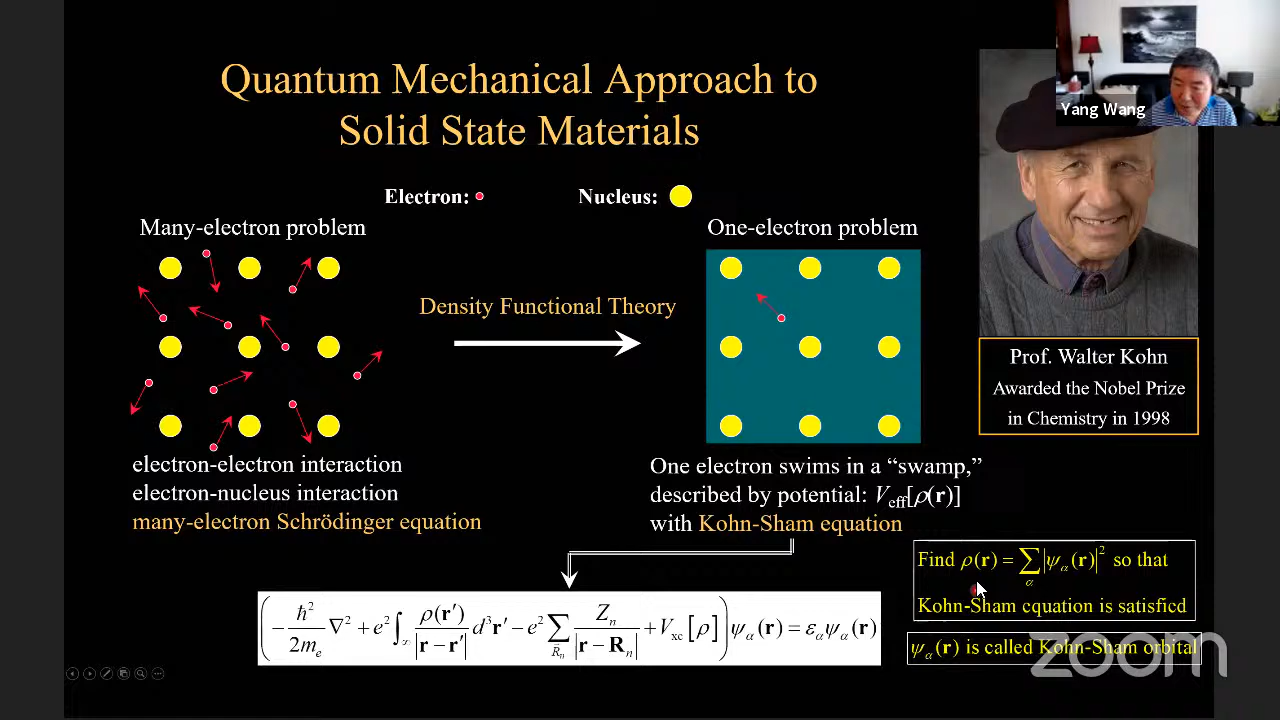 Quantum Mechanical Approach to
Solid State Materials
Yang Wang
Electron:
Nucleus:
Many-electron problem
One-electron problem
Density Functional Theory
Prof. Walter Kohn
Awarded the Nobel Prize
in Chemistry in 1998
electron-electron interaction
electron-nucleus interaction
many-electron Schrödinger equation
One electron swims in a “swamp,”
described by potential: V_eff[ρ(r)]
with Kohn-Sham equation
Find ρ(r) = ∑_α |ψ_α(r)|² so that
Kohn-Sham equation is satisfied
(−ħ²/2m_e ∇² + e² ∫_∞ ρ(r′)/|r−r′| d³r′ − e² ∑_{R_n} Z_n/|r−R_n| + V_xc[ρ]) ψ_α(r) = ε_α ψ_α(r)
ψ_α(r) is called Kohn-Sham orbital
zoom